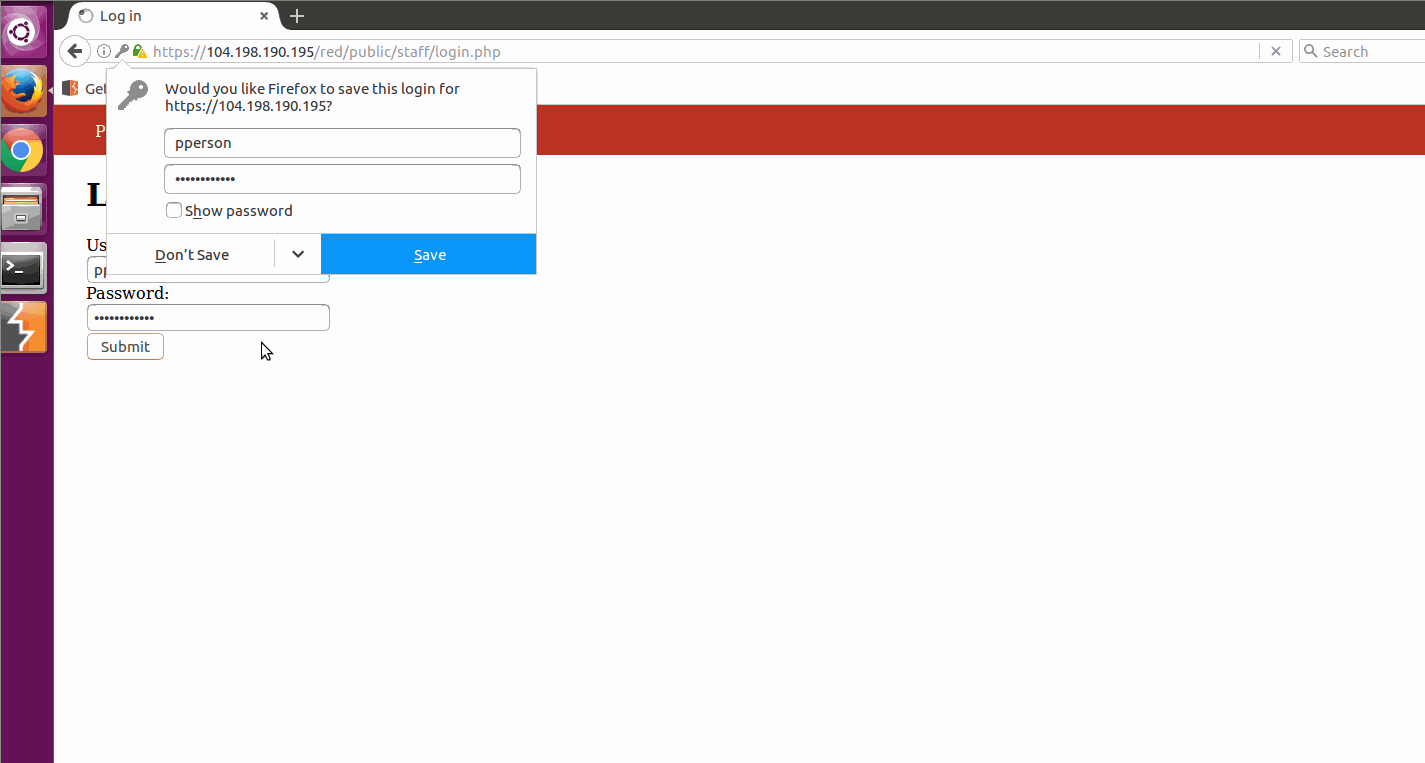 Log in
https://104.198.190.195/red/public/staff/login.php
Search
Get
Would you like Firefox to save this login for
https://104.198.190.195?
P
pperson
••••••••••••
Show password
L
Us
Don't Save
Save
pp
Password:
••••••••••••
Submit